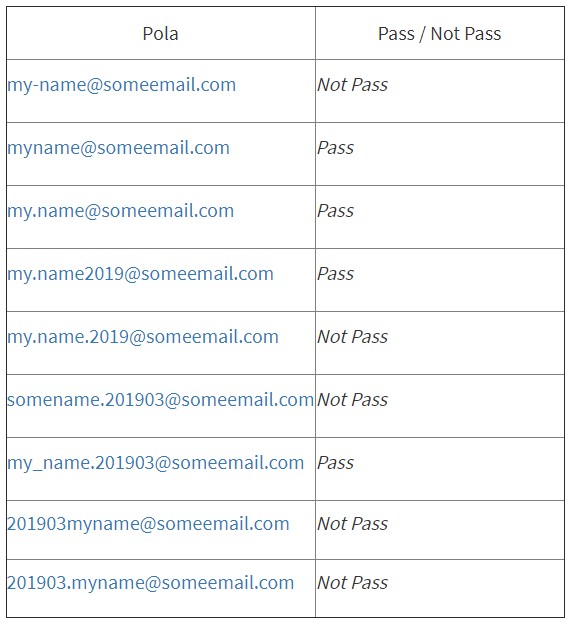 Pola Pass / Not Pass
my-name@someemail.com Not Pass
myname@someemail.com Pass
my.name@someemail.com Pass
my.name2019@someemail.com Pass
my.name.2019@someemail.com Not Pass
somename.201903@someemail.com Not Pass
my_name.201903@someemail.com Pass
201903myname@someemail.com Not Pass
201903.myname@someemail.com Not Pass